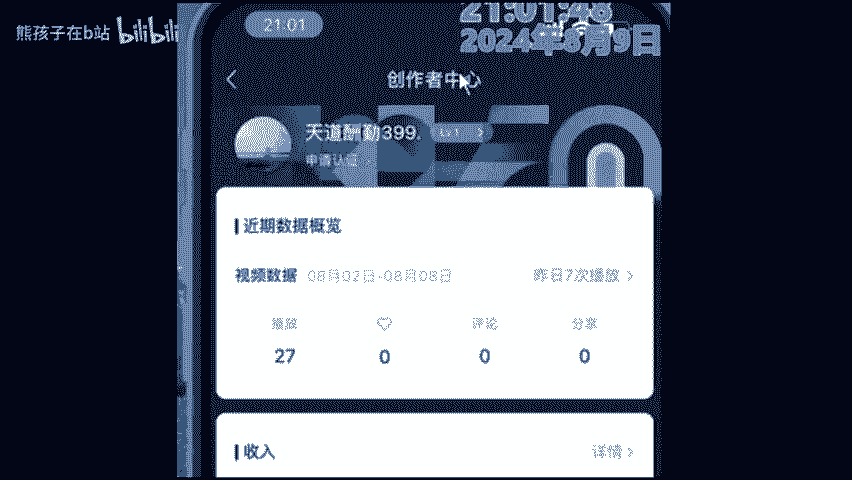 熊孩子在b站 bilibili
21:01
21:01:48
2024年8月9日
创作者中心
天道酬勤399. Lv1
申请认证
近期数据概览
视频数据 08月02日-08月08日 昨日7次播放
播放 评论 分享
27 0 0 0
收入 详情